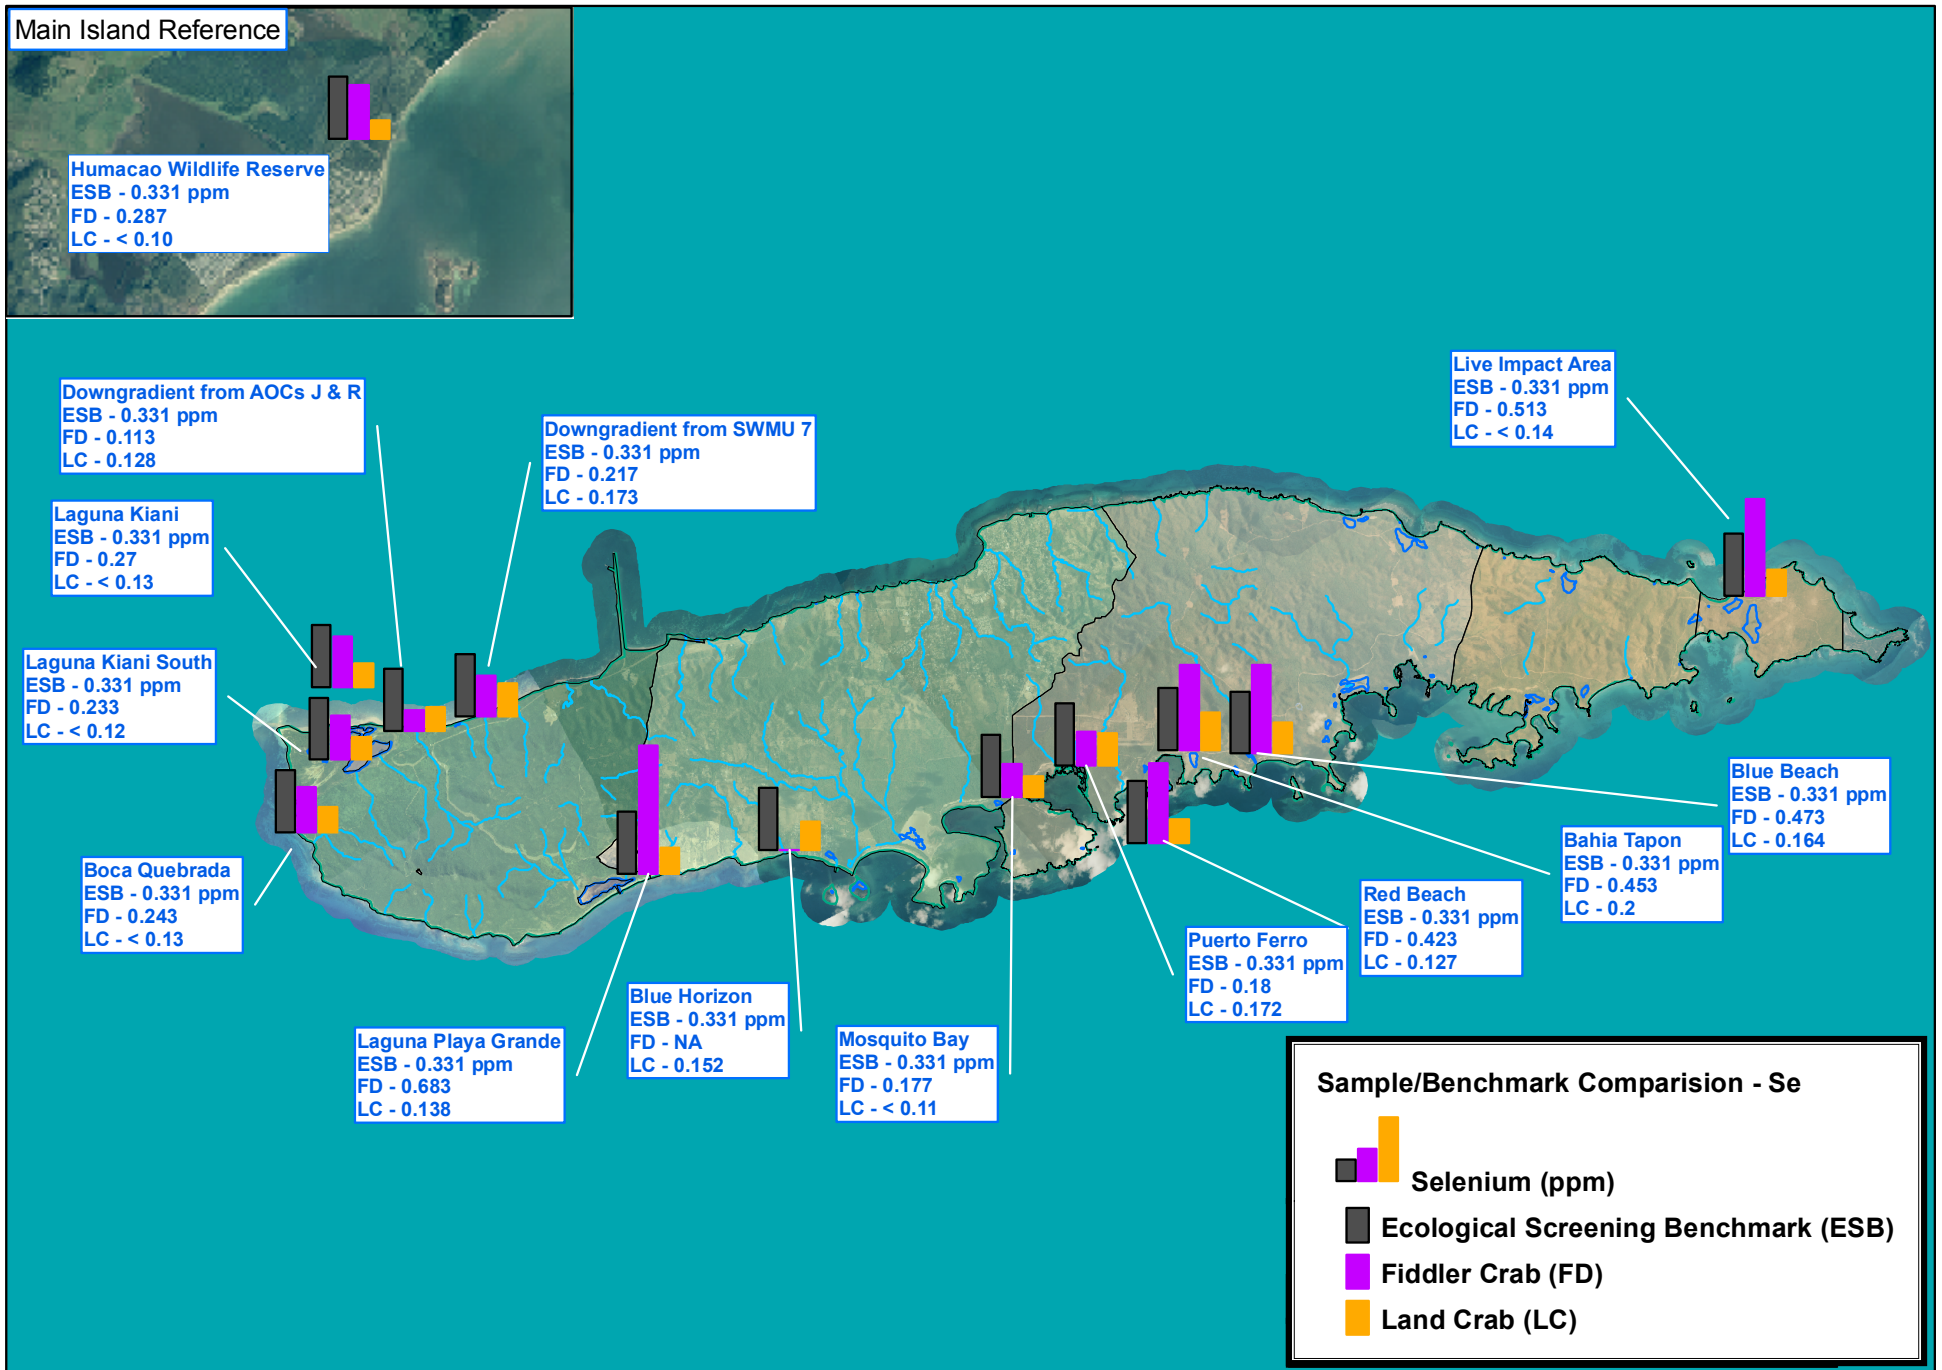 Main Island Reference
Humacao Wildlife Reserve
ESB - 0.331 ppm
FD - 0.287
LC - < 0.10
Live Impact Area
ESB - 0.331 ppm
FD - 0.513
LC - < 0.14
Downgradient from AOCs J & R
ESB - 0.331 ppm
FD - 0.113
LC - 0.128
Downgradient from SWMU 7
ESB - 0.331 ppm
FD - 0.217
LC - 0.173
Laguna Kiani
ESB - 0.331 ppm
FD - 0.27
LC - < 0.13
Laguna Kiani South
ESB - 0.331 ppm
FD - 0.233
LC - < 0.12
Boca Quebrada
ESB - 0.331 ppm
FD - 0.243
LC - < 0.13
Laguna Playa Grande
ESB - 0.331 ppm
FD - 0.683
LC - 0.138
Blue Horizon
ESB - 0.331 ppm
FD - NA
LC - 0.152
Mosquito Bay
ESB - 0.331 ppm
FD - 0.177
LC - < 0.11
Puerto Ferro
ESB - 0.331 ppm
FD - 0.18
LC - 0.172
Red Beach
ESB - 0.331 ppm
FD - 0.423
LC - 0.127
Bahia Tapon
ESB - 0.331 ppm
FD - 0.453
LC - 0.2
Blue Beach
ESB - 0.331 ppm
FD - 0.473
LC - 0.164
Sample/Benchmark Comparision - Se
Selenium (ppm)
Ecological Screening Benchmark (ESB)
Fiddler Crab (FD)
Land Crab (LC)